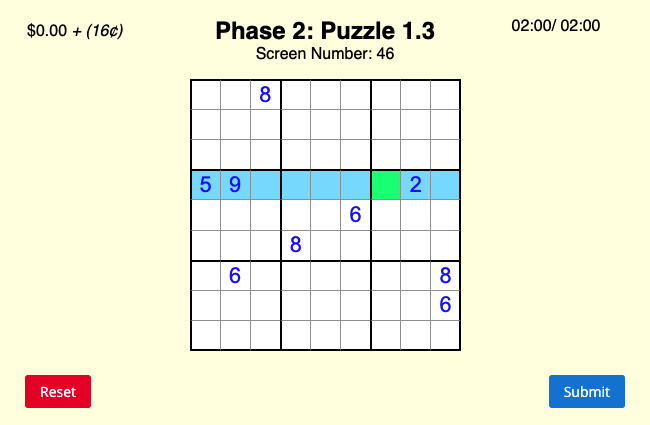 $0.00 + (16¢)
Phase 2: Puzzle 1.3
02:00/ 02:00
Screen Number: 46
8
5 9 2
6
8
6 8
6
Reset
Submit